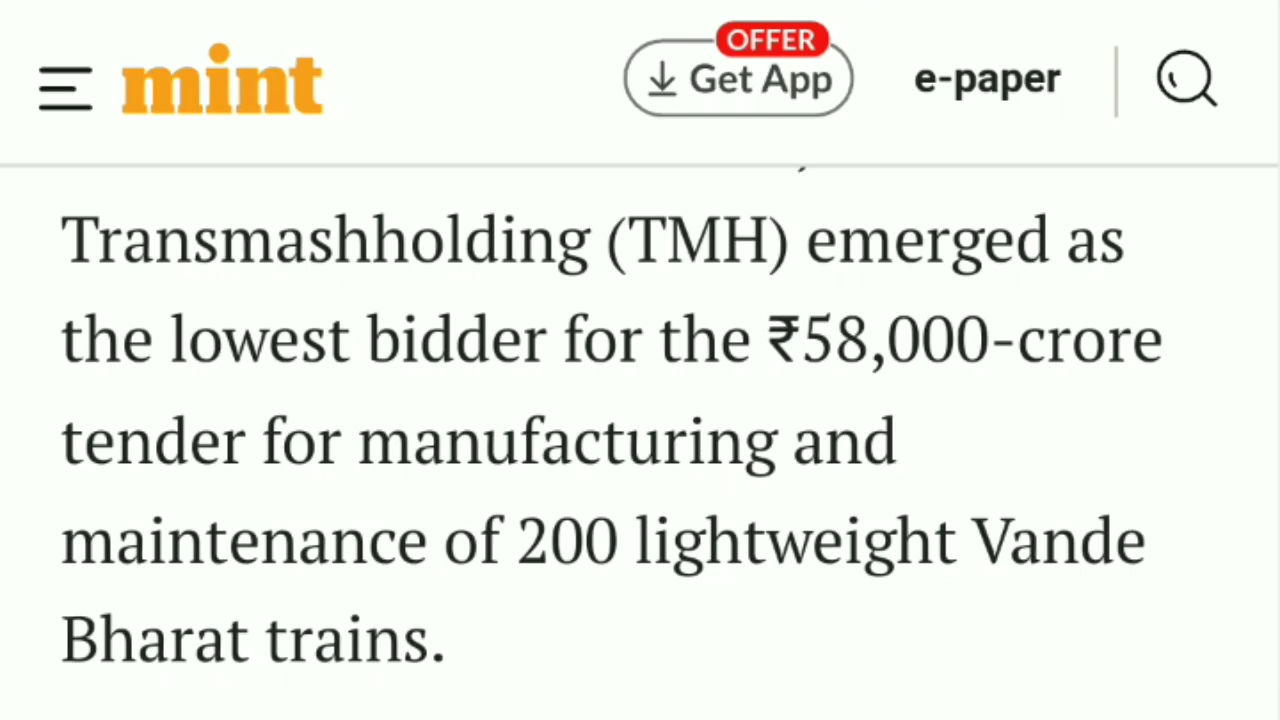 OFFER
mint
Get App
e-paper
Transmashholding (TMH) emerged as
the lowest bidder for the ₹58,000-crore
tender for manufacturing and
maintenance of 200 lightweight Vande
Bharat trains.